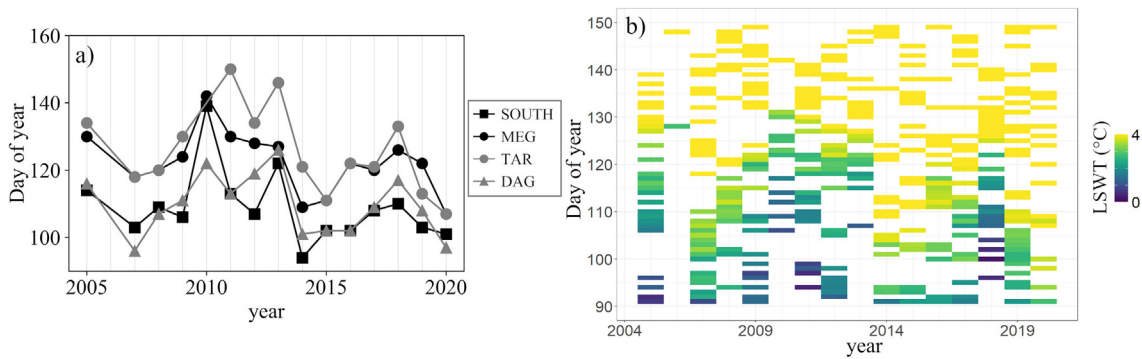 a)
160
140
120
100
Day of year
2005 2010 2015 2020
year
SOUTH
MEG
TAR
DAG
b)
150
140
130
120
110
100
90
Day of year
2004 2009 2014 2019
year
LSWT (°C)
4
0